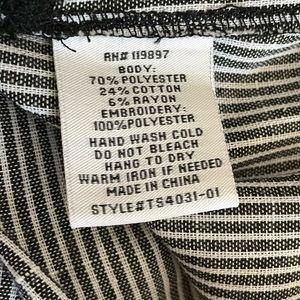 RN# 119897
BODY:
70% POLYESTER
24% COTTON
6% RAYON
EMBROIDERY:
100% POLYESTER
HAND WASH COLD
DO NOT BLEACH
HANG TO DRY
WARM IRON IF NEEDED
MADE IN CHINA
STYLE#TS4031-01